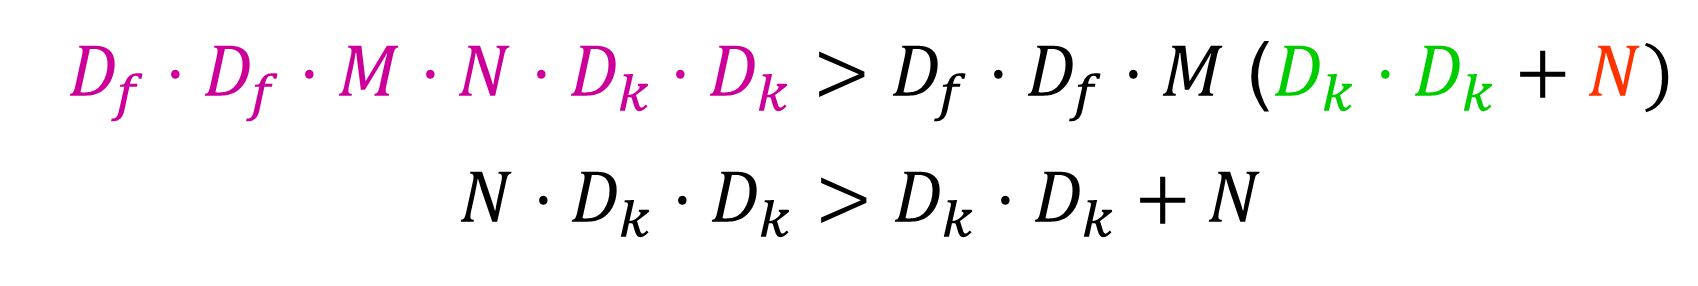 D_f · D_f · M · N · D_k · D_k > D_f · D_f · M (D_k · D_k + N)
N · D_k · D_k > D_k · D_k + N